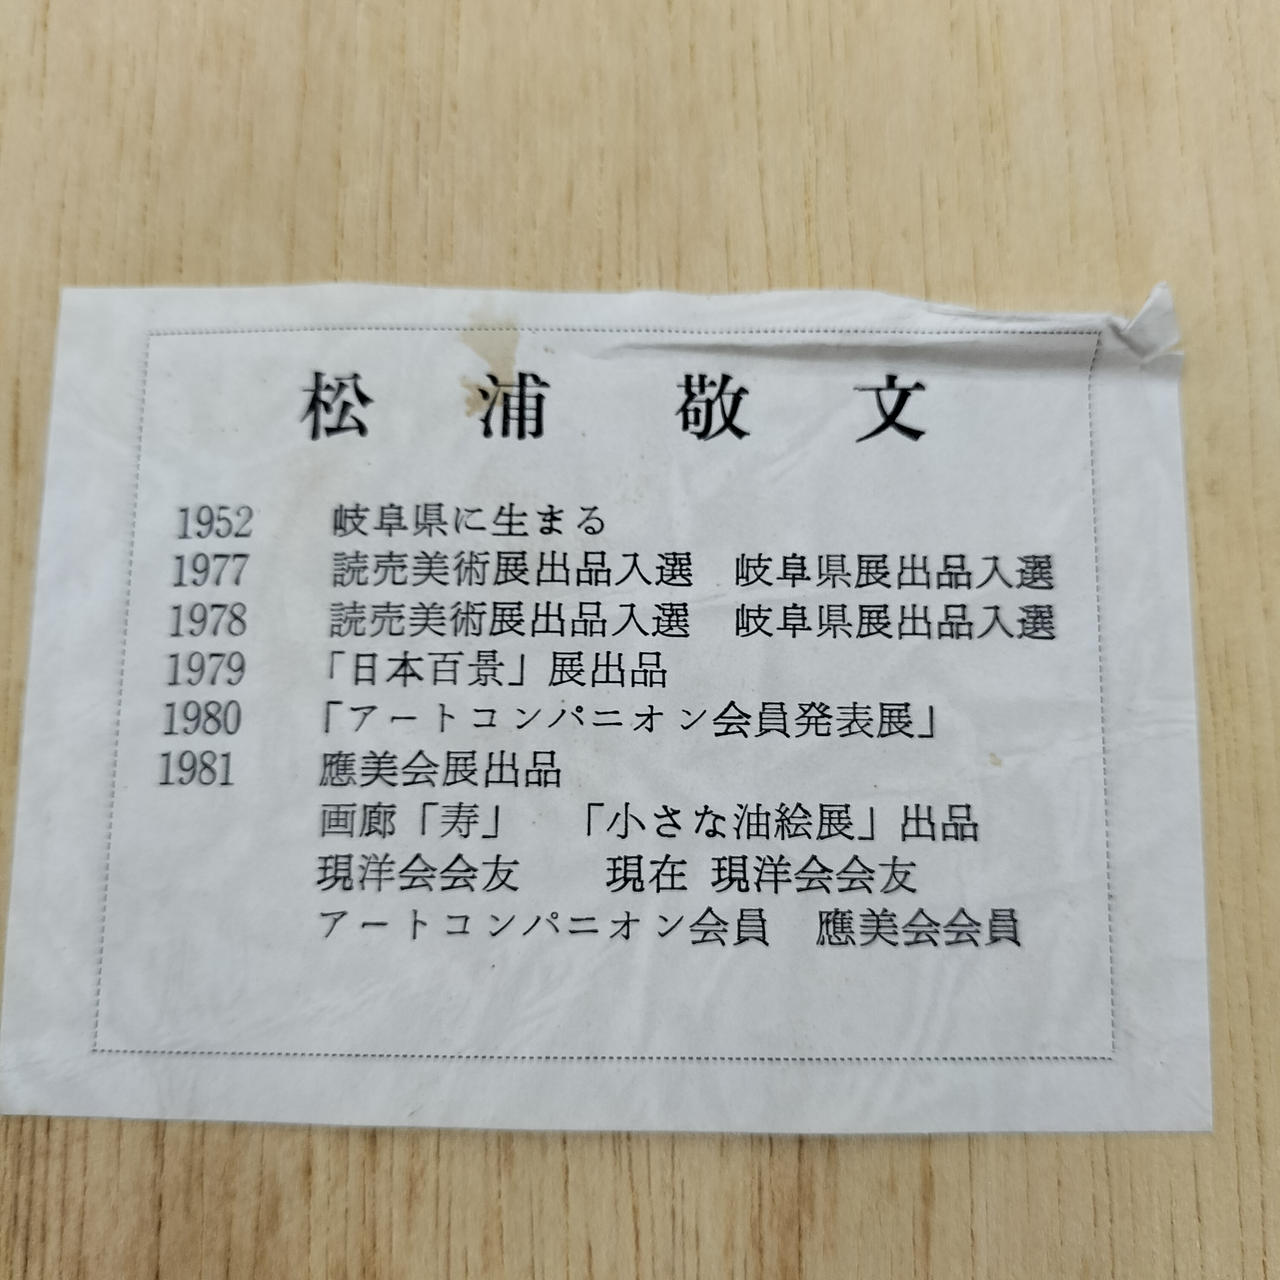 松浦敬文
1952 岐阜県に生まる
1977 読売美術展出品入選 岐阜県展出品入選
1978 読売美術展出品入選 岐阜県展出品入選
1979 「日本百景」展出品
1980 「アートコンパニオン会員発表展」
1981 應美会展出品
画廊「寿」 「小さな油絵展」出品
現洋会会友 現在 現洋会会友
アートコンパニオン会員 應美会会員